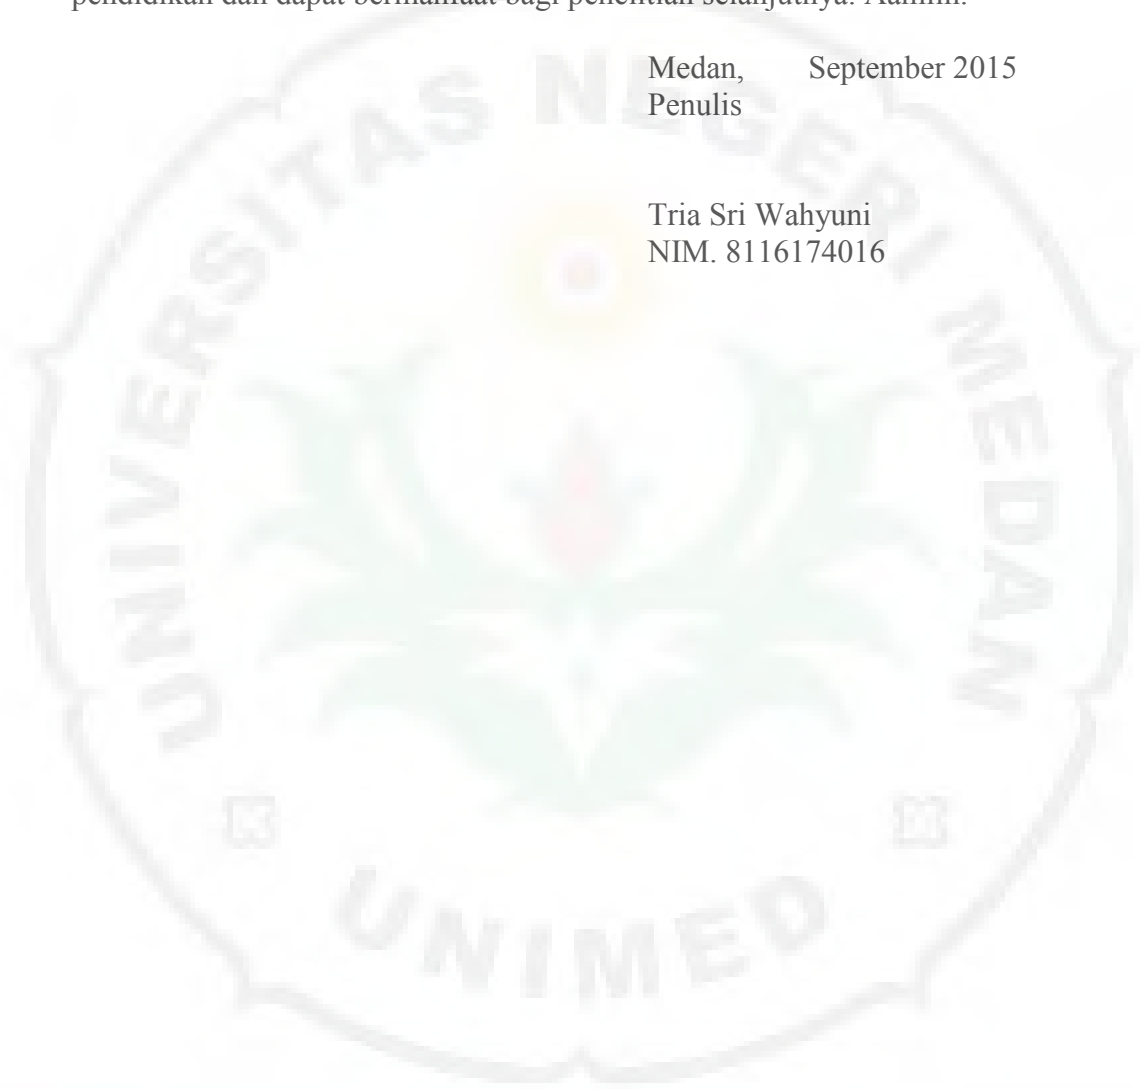 pendidikan dan dapat bermanfaat bagi penelitian selanjutnya. Aamiin.
Medan, September 2015
Penulis
Tria Sri Wahyuni
NIM. 8116174016
UNIVERSITAS NEGERI MEDAN
UNIMED